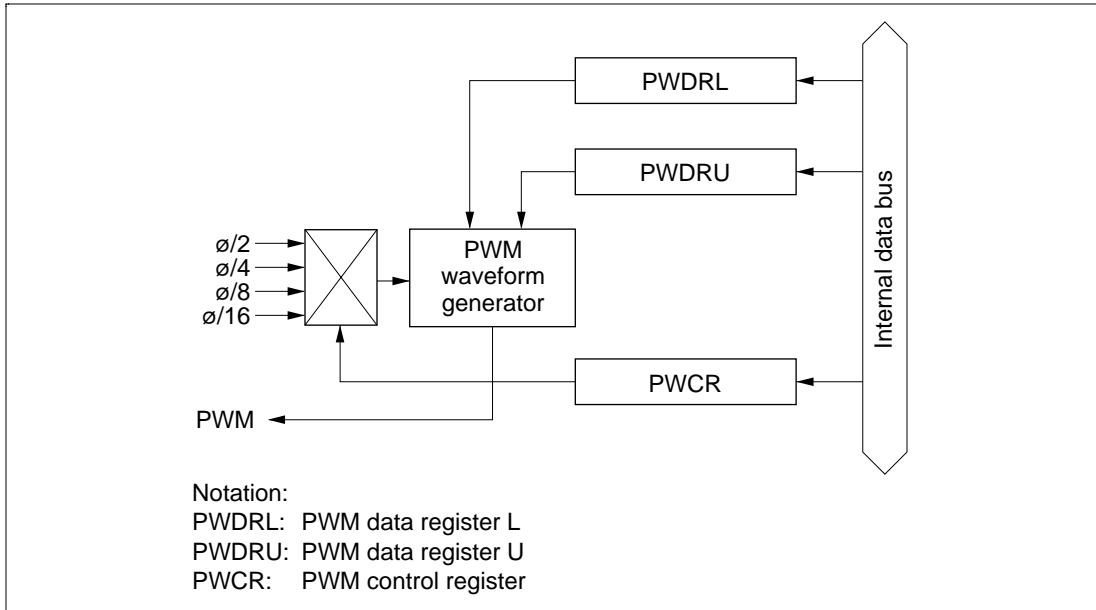 PWDRL
PWDRU
Internal data bus
ø/2
ø/4
ø/8
ø/16
PWM
waveform
generator
PWCR
PWM
Notation:
PWDRL: PWM data register L
PWDRU: PWM data register U
PWCR: PWM control register